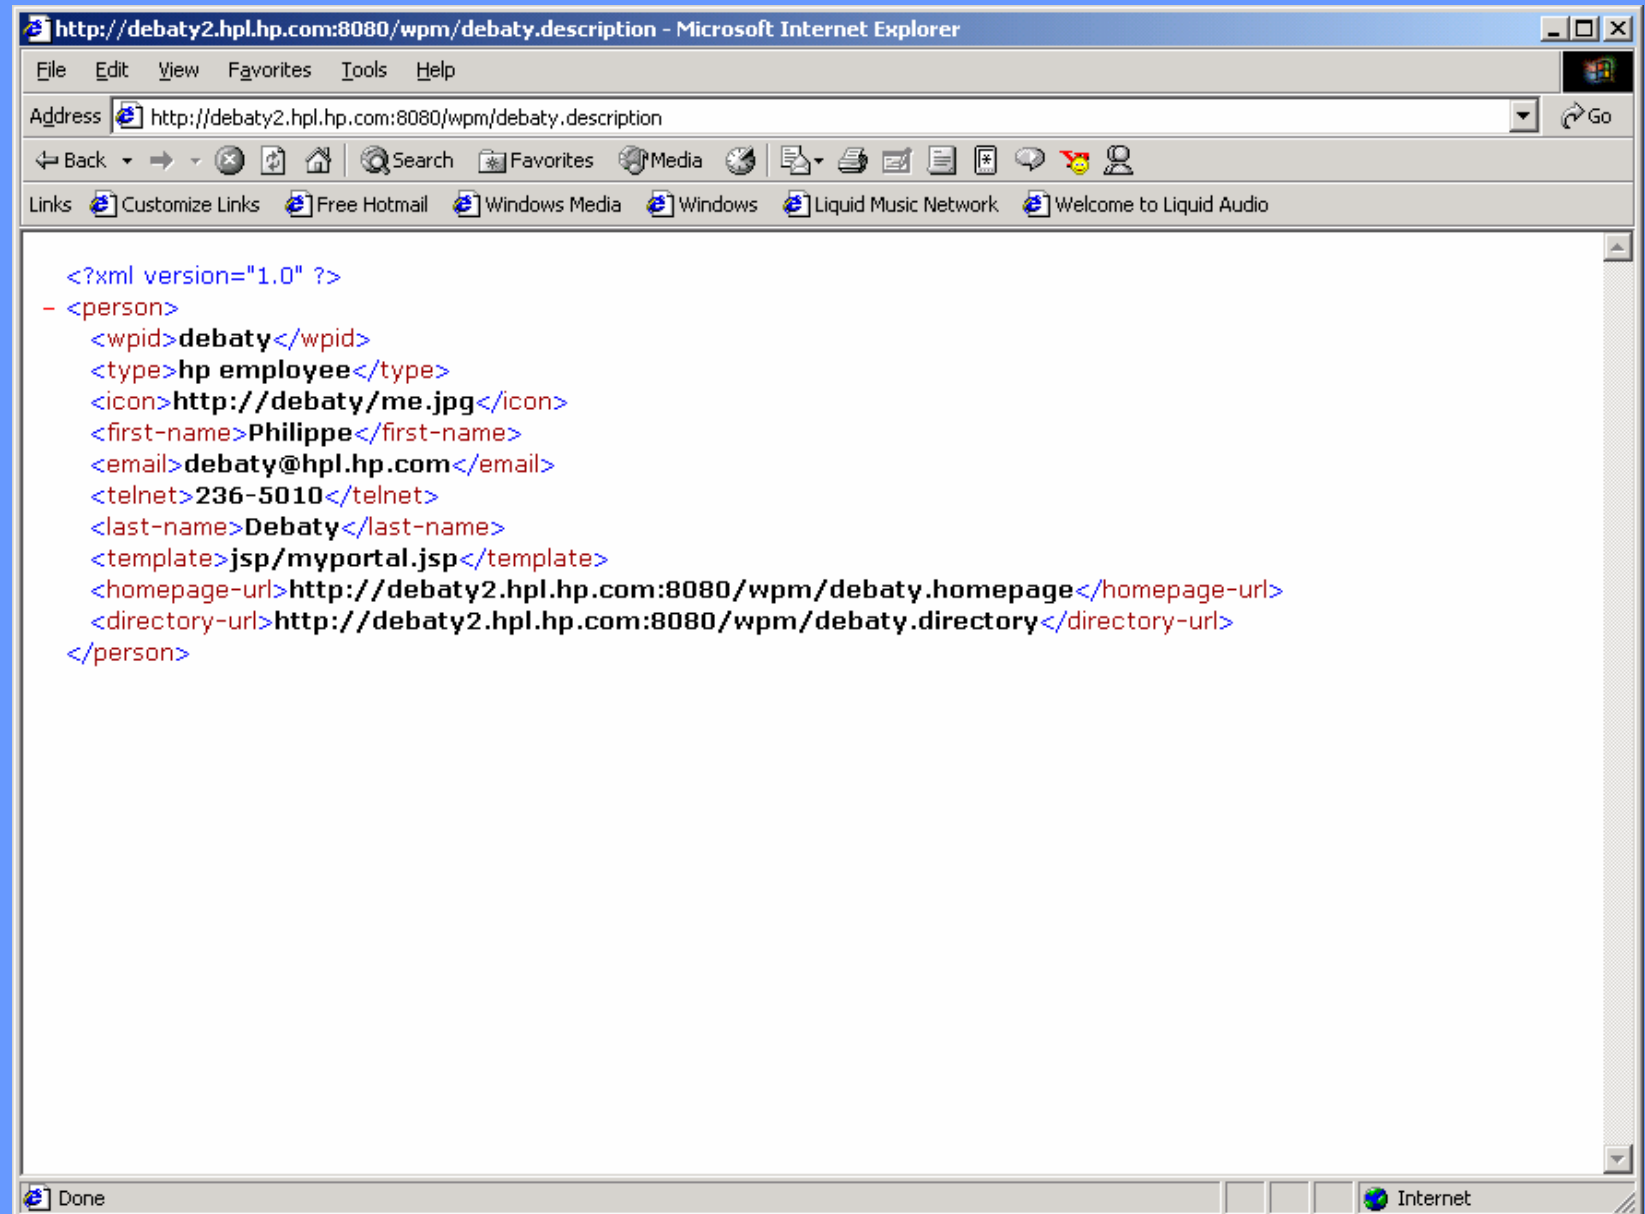 http://debaty2.hpl.hp.com:8080/wpm/debaty.description - Microsoft Internet Explorer
File Edit View Favorites Tools Help
Address http://debaty2.hpl.hp.com:8080/wpm/debaty.description Go
Back Search Favorites Media
Links Customize Links Free Hotmail Windows Media Windows Liquid Music Network Welcome to Liquid Audio
<?xml version="1.0" ?>
- <person>
<wpid>debaty</wpid>
<type>hp employee</type>
<icon>http://debaty/me.jpg</icon>
<first-name>Philippe</first-name>
<email>debaty@hpl.hp.com</email>
<telnet>236-5010</telnet>
<last-name>Debaty</last-name>
<template>jsp/myportal.jsp</template>
<homepage-url>http://debaty2.hpl.hp.com:8080/wpm/debaty.homepage</homepage-url>
<directory-url>http://debaty2.hpl.hp.com:8080/wpm/debaty.directory</directory-url>
</person>
Done Internet